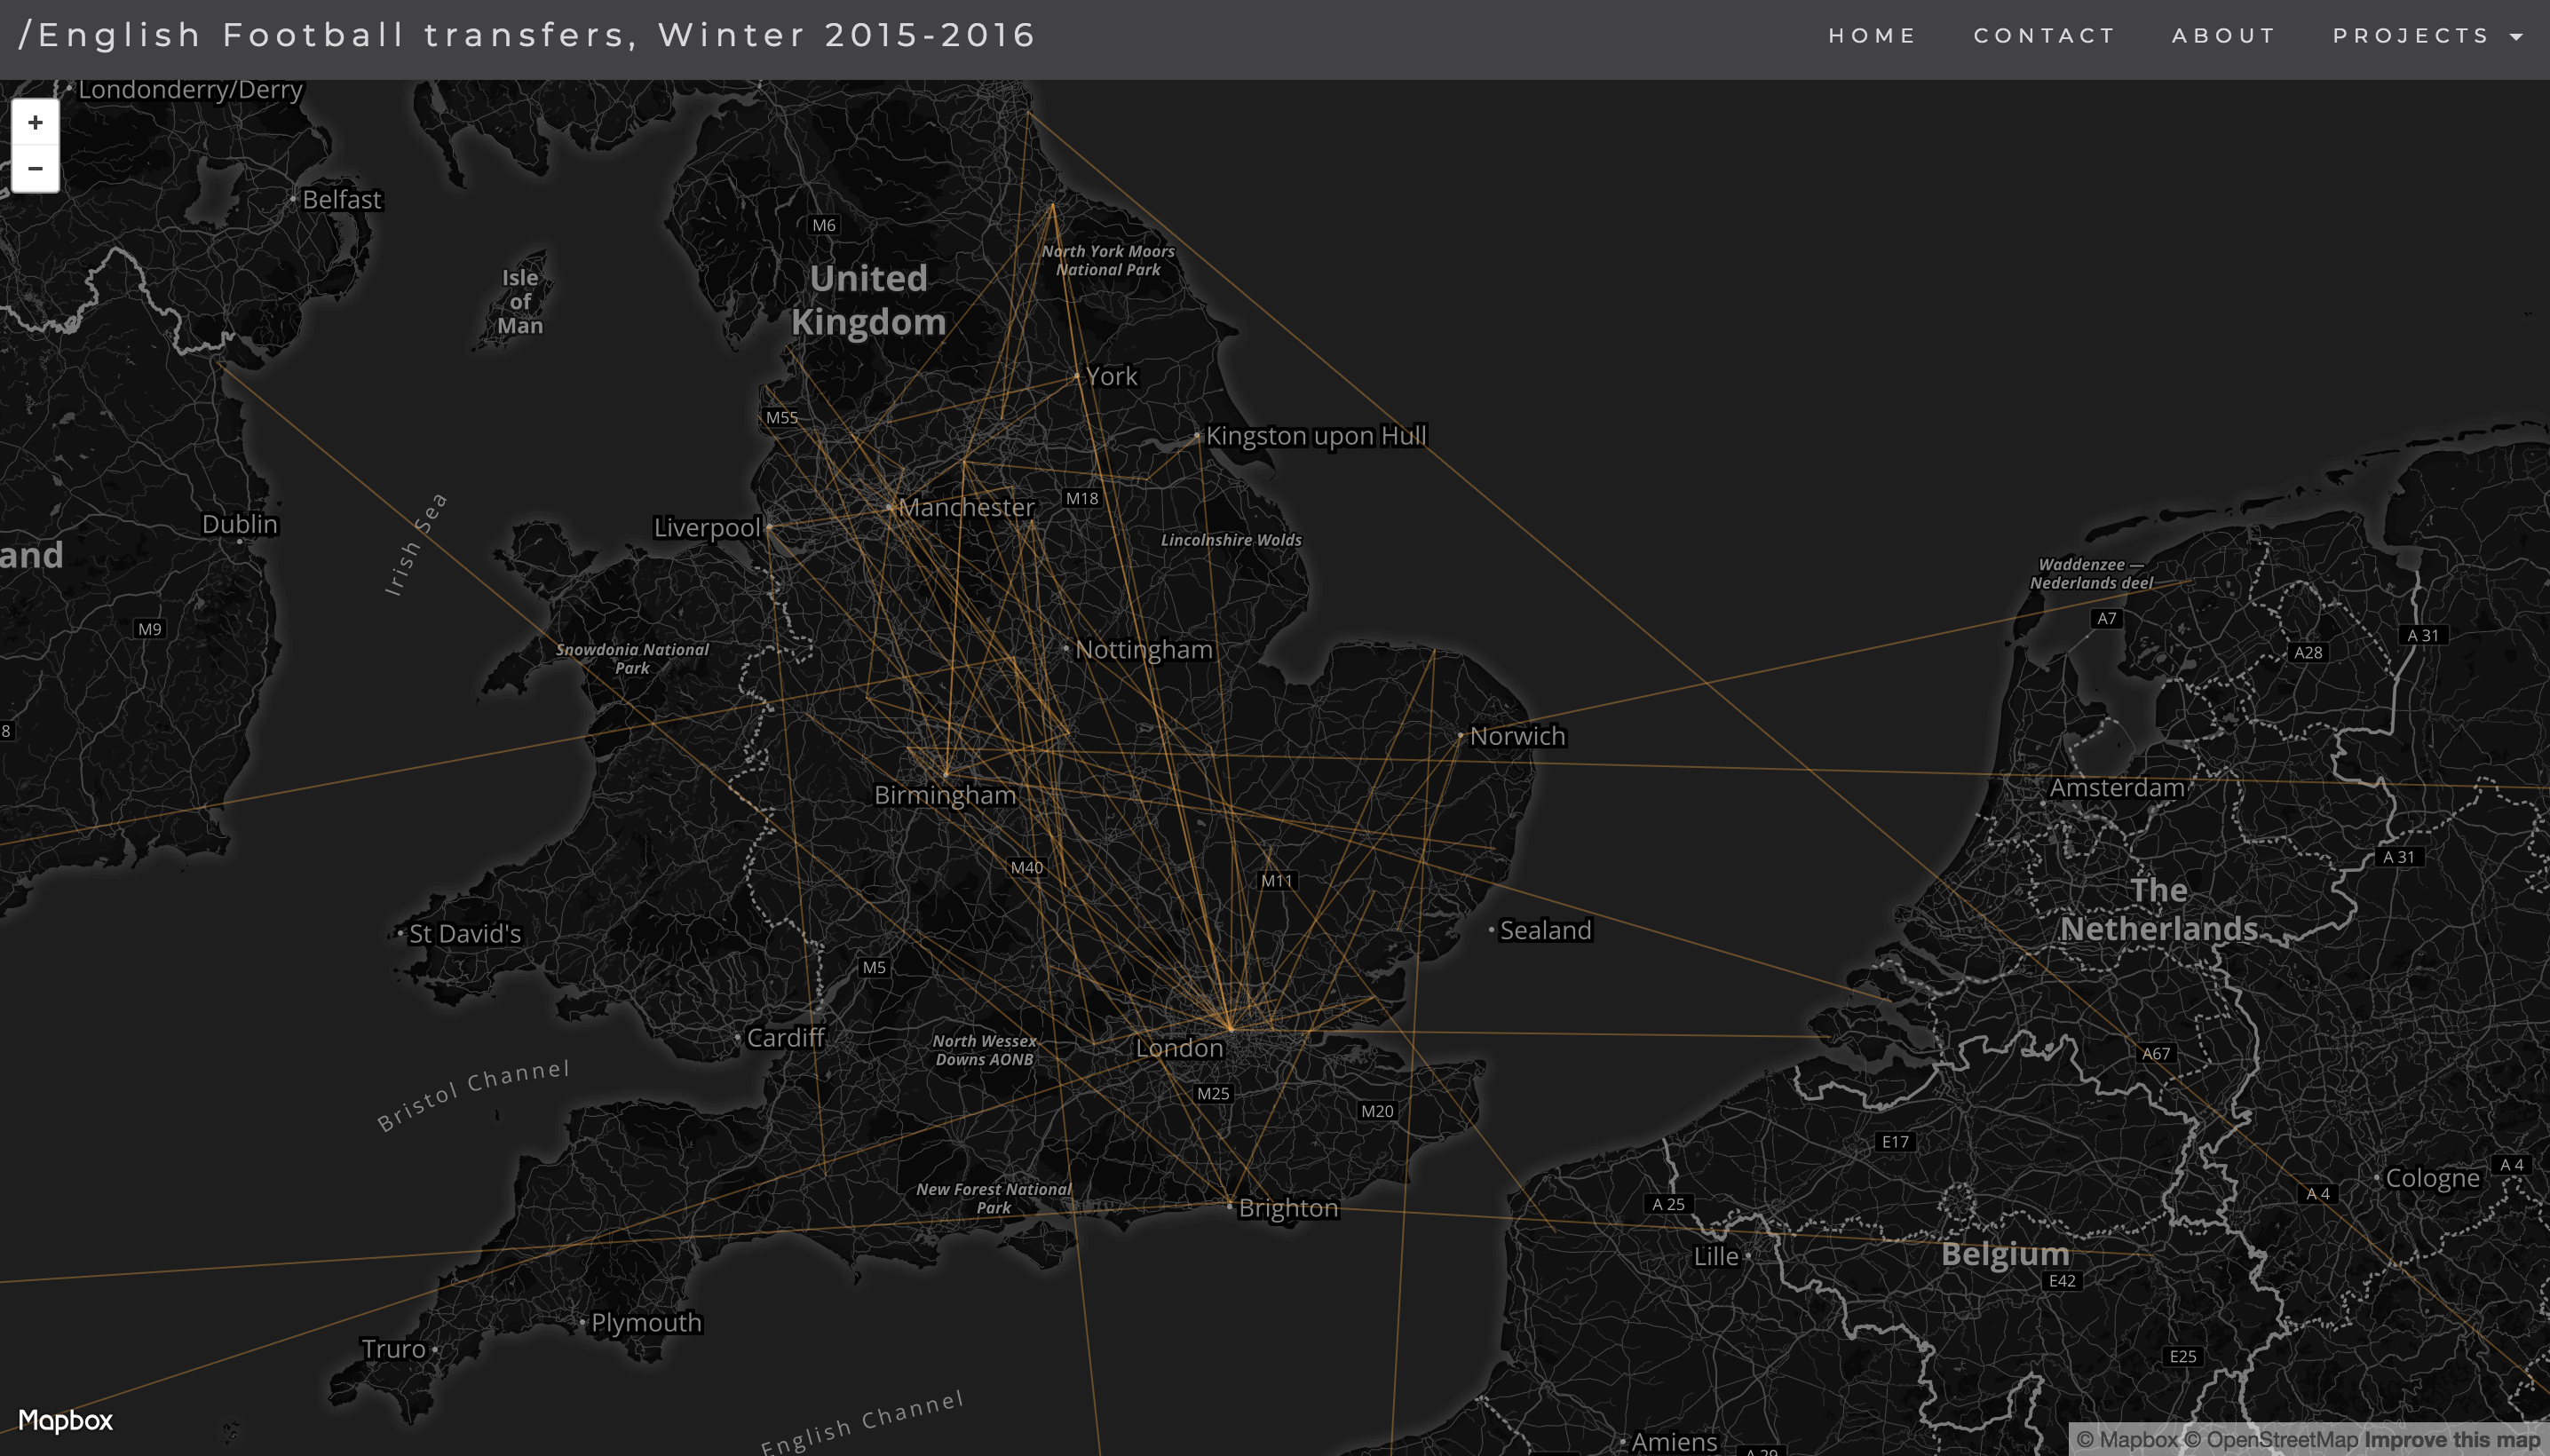 /English Football transfers, Winter 2015-2016
HOME
CONTACT
ABOUT
PROJECTS
+
−
Londonderry/Derry
Belfast
M6
North York Moors
National Park
Isle
of
Man
United
Kingdom
York
M55
Kingston upon Hull
M18
Manchester
Liverpool
Dublin
and
Irish Sea
Lincolnshire Wolds
Waddenzee —
Nederlands deel
A7
A 31
A28
M9
Snowdonia National
Park
Nottingham
8
Norwich
Birmingham
Amsterdam
M40
M11
A 31
The
Netherlands
St David's
Sealand
M5
Cardiff
North Wessex
Downs AONB
London
A67
Bristol Channel
M25
M20
E17
New Forest National
Park
Brighton
A 25
A 4
Cologne
A 4
Lille
Belgium
E42
Plymouth
Truro
E25
English Channel
Mapbox
Amiens
A 29
© Mapbox © OpenStreetMap Improve this map